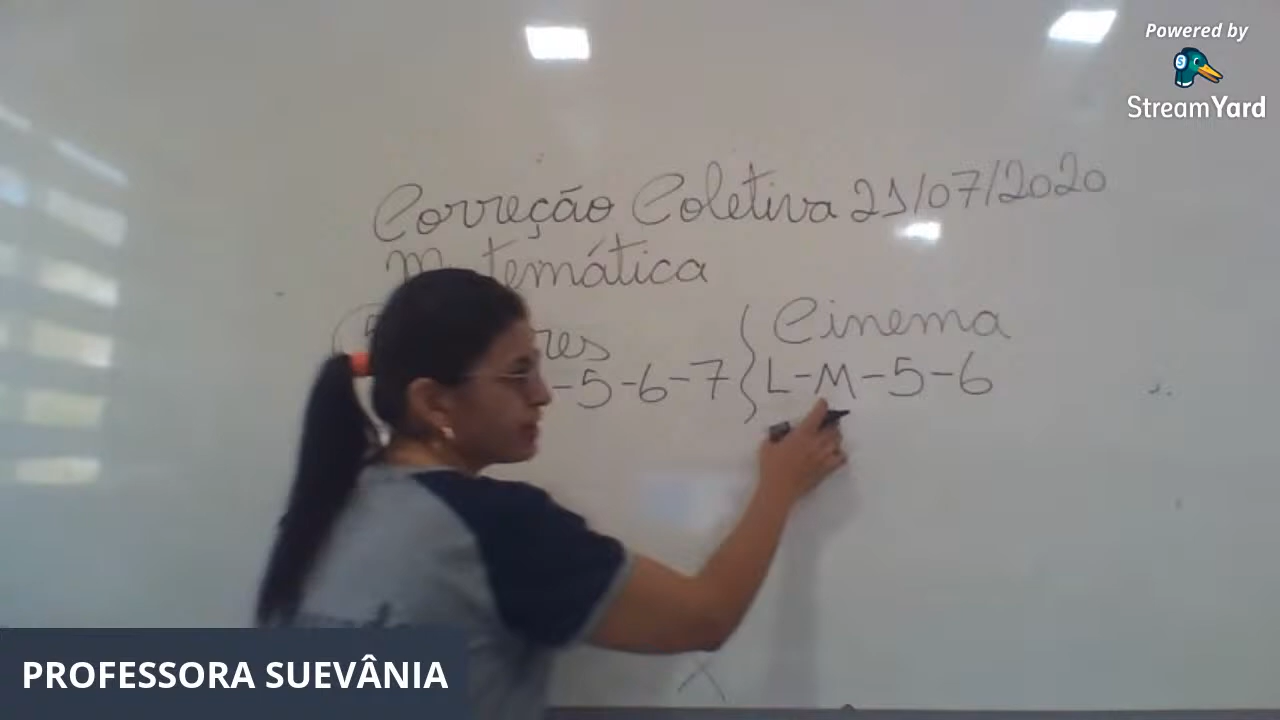 Powered by
StreamYard
Correção Coletiva 21/07/2020
Matemática
Cinema
-5-6-7 L-M-5-6
PROFESSORA SUEVÂNIA